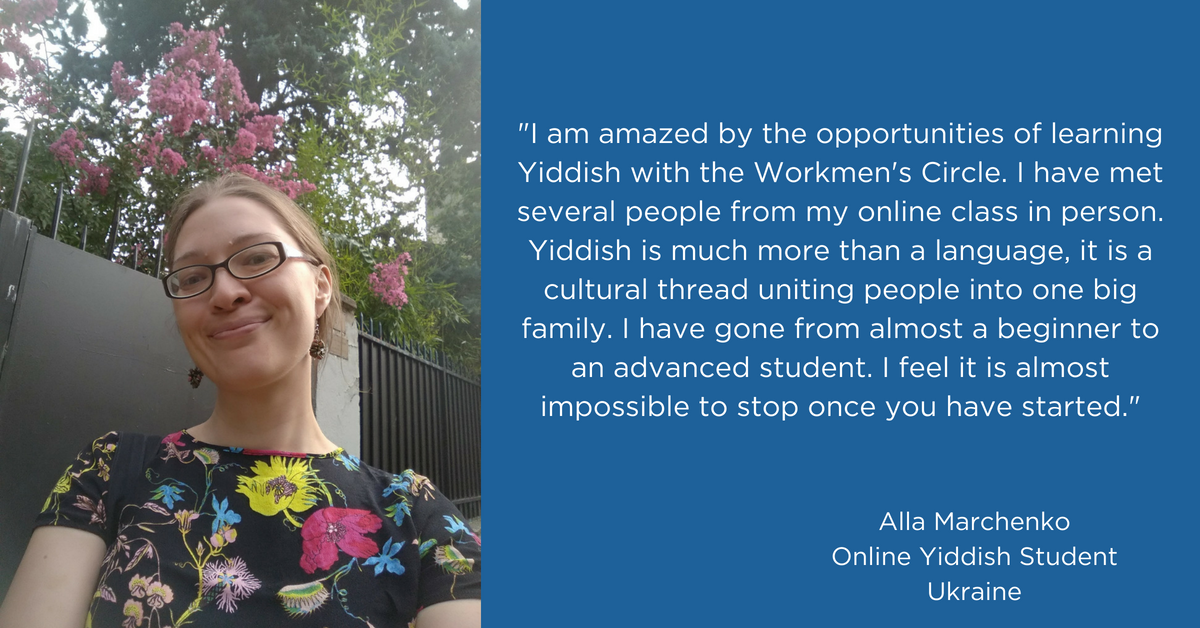 "I am amazed by the opportunities of learning
Yiddish with the Workmen's Circle. I have met
several people from my online class in person.
Yiddish is much more than a language, it is a
cultural thread uniting people into one big
family. I have gone from almost a beginner to
an advanced student. I feel it is almost
impossible to stop once you have started."
Alla Marchenko
Online Yiddish Student
Ukraine